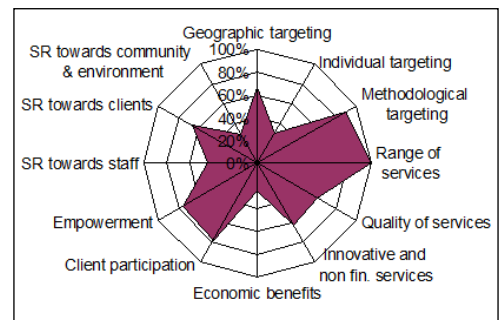 Geographic targeting
100%
80%
60%
40%
20%
0%
Individual targeting
Methodological
targeting
Range of
services
Quality of services
Innovative and
non fin. services
Economic benefits
Client participation
Empowerment
SR towards staff
SR towards clients
SR towards community
& environment